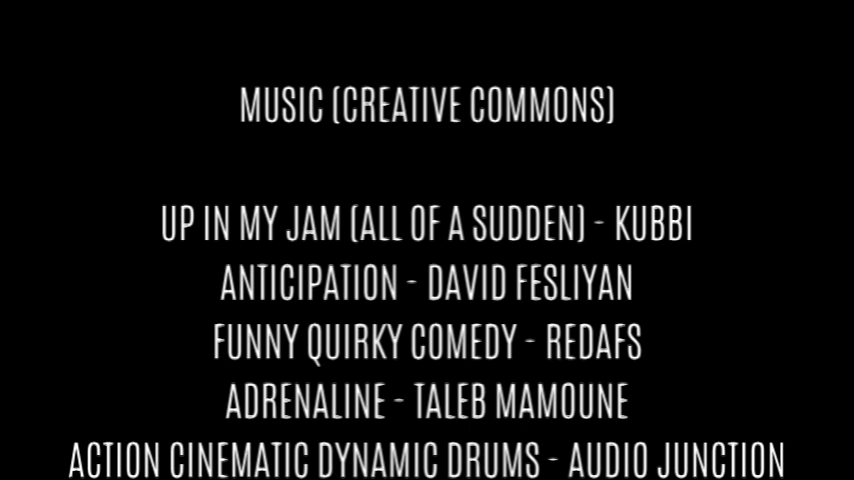 MUSIC (CREATIVE COMMONS)
UP IN MY JAM (ALL OF A SUDDEN) - KUBBI
ANTICIPATION - DAVID FESLIYAN
FUNNY QUIRKY COMEDY - REDAFS
ADRENALINE - TALEB MAMOUNE
ACTION CINEMATIC DYNAMIC DRUMS - AUDIO JUNCTION